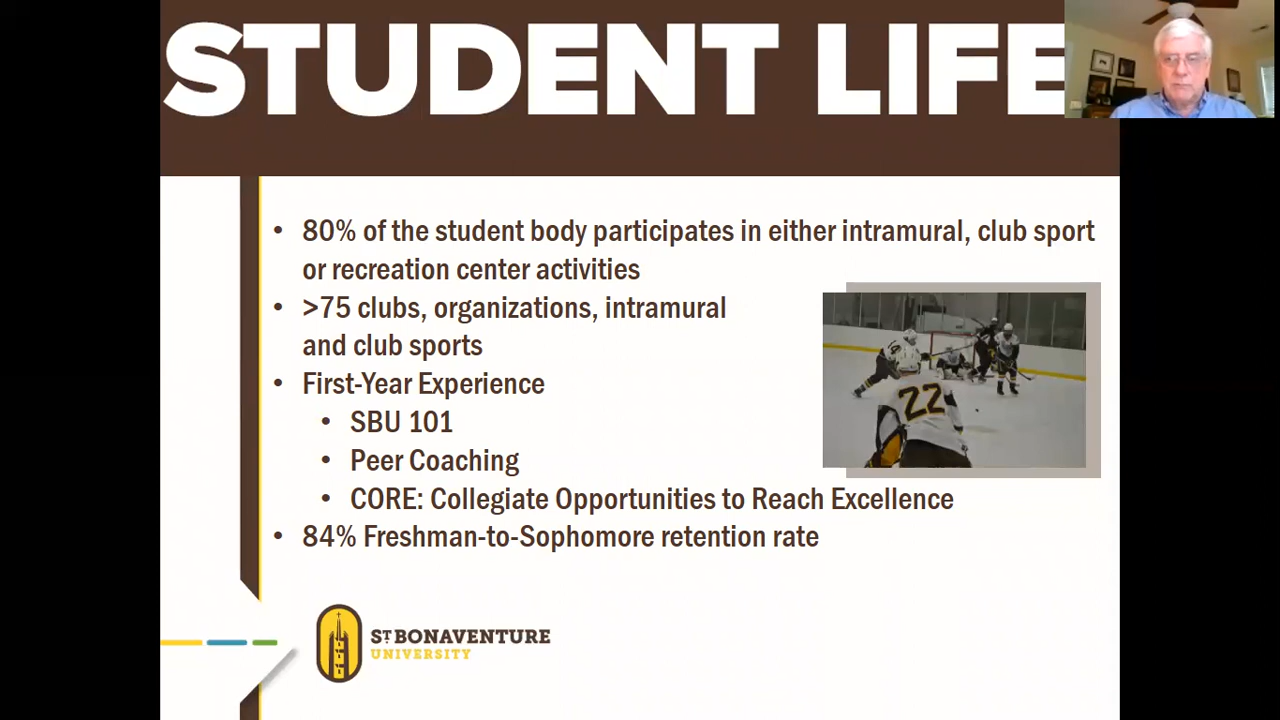 STUDENT LIFE
• 80% of the student body participates in either intramural, club sport
or recreation center activities
• >75 clubs, organizations, intramural
and club sports
• First-Year Experience
• SBU 101
• Peer Coaching
• CORE: Collegiate Opportunities to Reach Excellence
• 84% Freshman-to-Sophomore retention rate
22
ST BONAVENTURE
UNIVERSITY